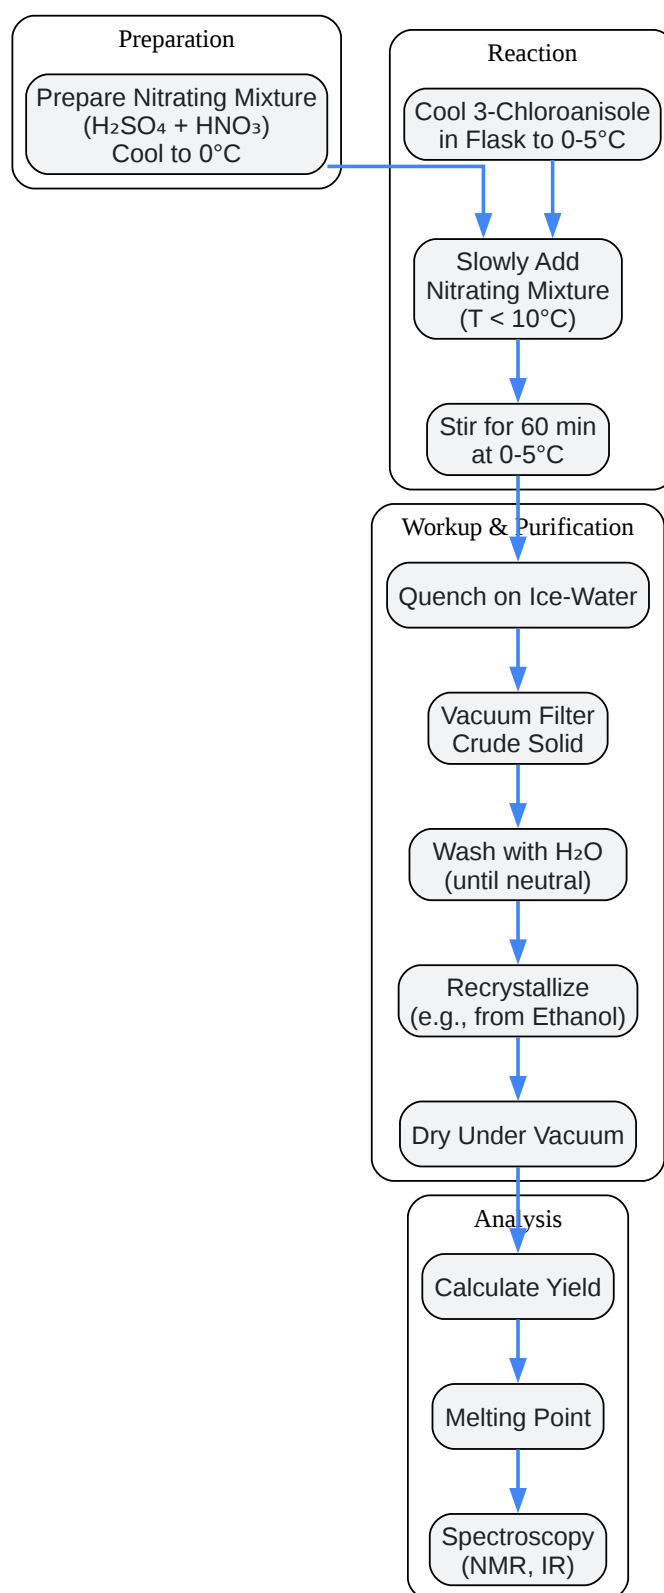 Preparation
Prepare Nitrating Mixture
(H₂SO₄ + HNO₃)
Cool to 0°C
Reaction
Cool 3-Chloroanisole
in Flask to 0-5°C
Slowly Add
Nitrating Mixture
(T < 10°C)
Stir for 60 min
at 0-5°C
Workup & Purification
Quench on Ice-Water
Vacuum Filter
Crude Solid
Wash with H₂O
(until neutral)
Recrystallize
(e.g., from Ethanol)
Dry Under Vacuum
Analysis
Calculate Yield
Melting Point
Spectroscopy
(NMR, IR)